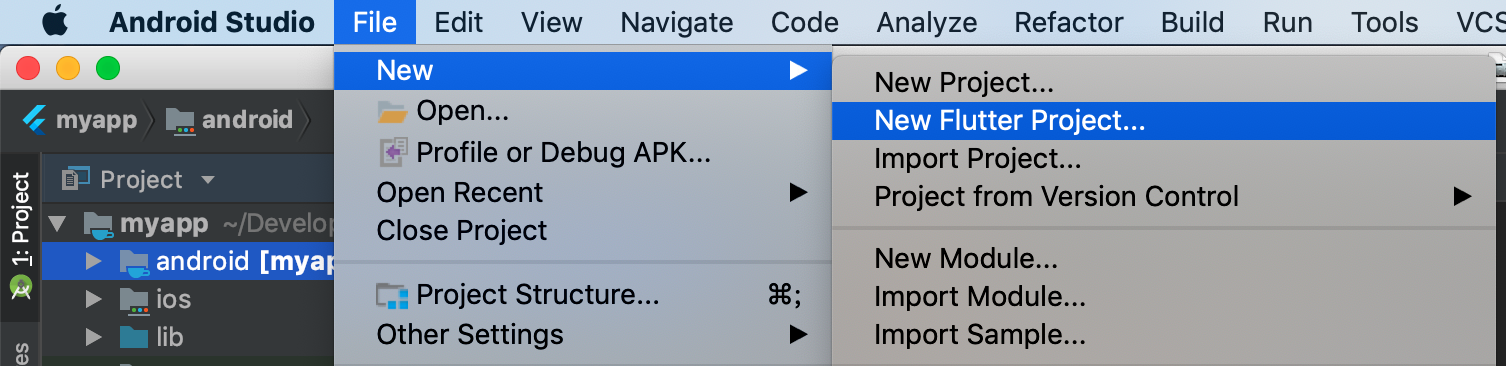 Android Studio File Edit View Navigate Code Analyze Refactor Build Run Tools VCS
New
New Project...
myapp android
Open...
New Flutter Project...
Profile or Debug APK...
Import Project...
Project
Open Recent
Project from Version Control
1: Project
myapp ~/Develop
Close Project
android [myap
New Module...
ios
Project Structure... ⌘;
Import Module...
lib
Other Settings
Import Sample...